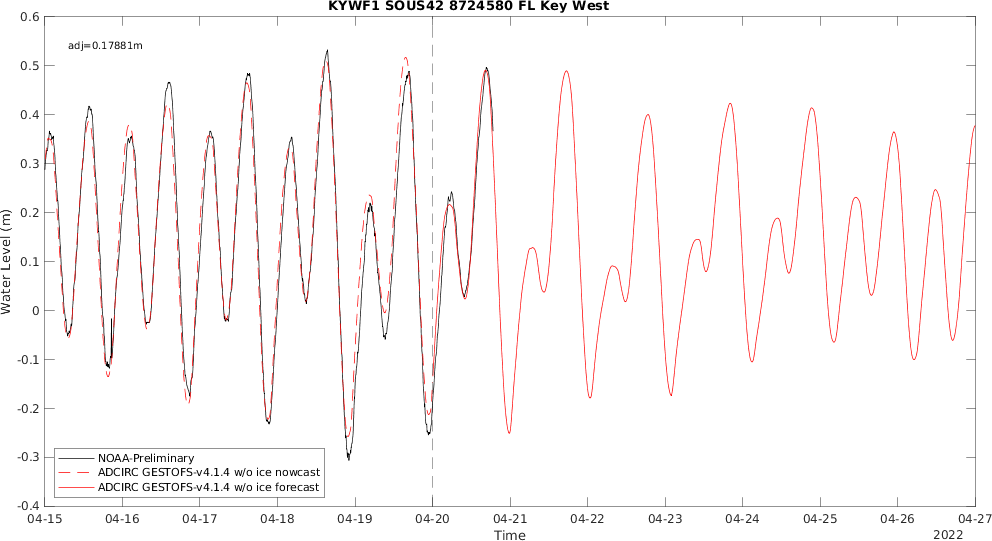 KYWF1 SOUS42 8724580 FL Key West
adj=0.17881m
0.6
0.5
0.4
0.3
0.2
0.1
0
-0.1
-0.2
-0.3
-0.4
Water Level (m)
NOAA-Preliminary
ADCIRC GESTOFS-v4.1.4 w/o ice nowcast
ADCIRC GESTOFS-v4.1.4 w/o ice forecast
04-15 04-16 04-17 04-18 04-19 04-20 04-21 04-22 04-23 04-24 04-25 04-26 04-27
Time
2022